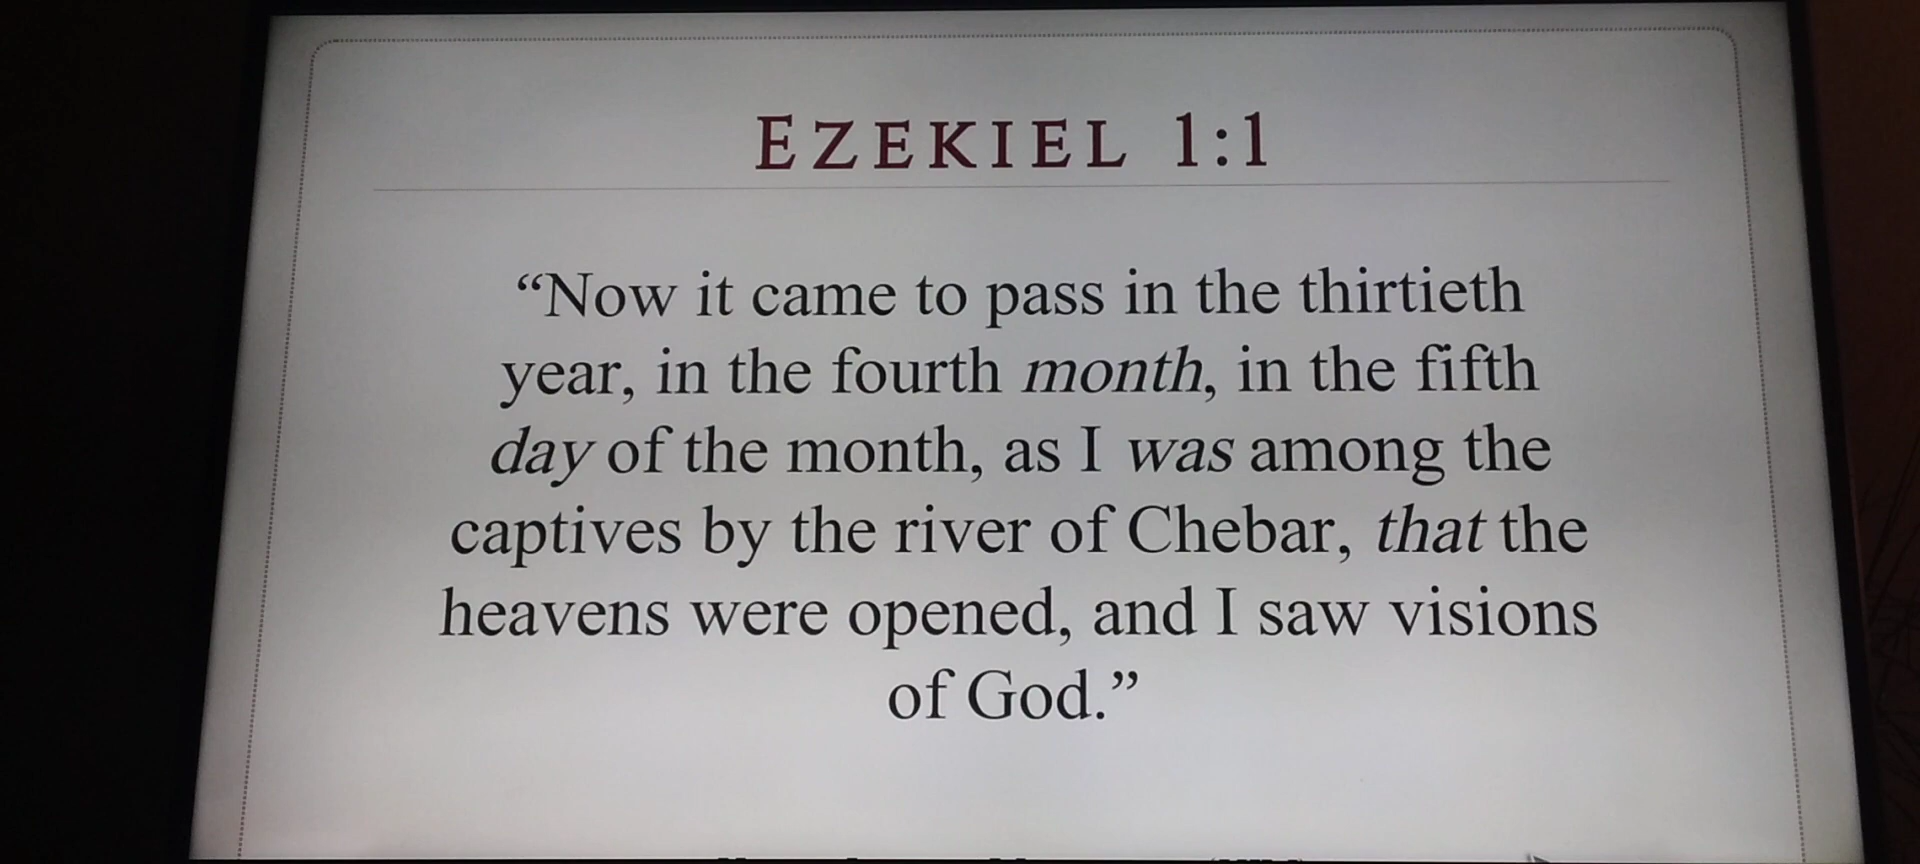 EZEKIEL 1:1
“Now it came to pass in the thirtieth
year, in the fourth month, in the fifth
day of the month, as I was among the
captives by the river of Chebar, that the
heavens were opened, and I saw visions
of God.”